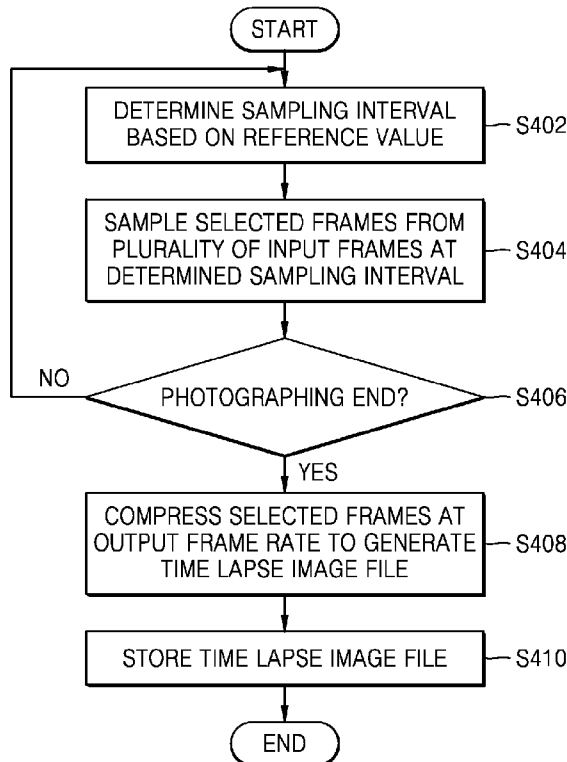 START
DETERMINE SAMPLING INTERVAL
BASED ON REFERENCE VALUE
S402
SAMPLE SELECTED FRAMES FROM
PLURALITY OF INPUT FRAMES AT
DETERMINED SAMPLING INTERVAL
S404
NO
PHOTOGRAPHING END?
S406
YES
COMPRESS SELECTED FRAMES AT
OUTPUT FRAME RATE TO GENERATE
TIME LAPSE IMAGE FILE
S408
STORE TIME LAPSE IMAGE FILE
S410
END